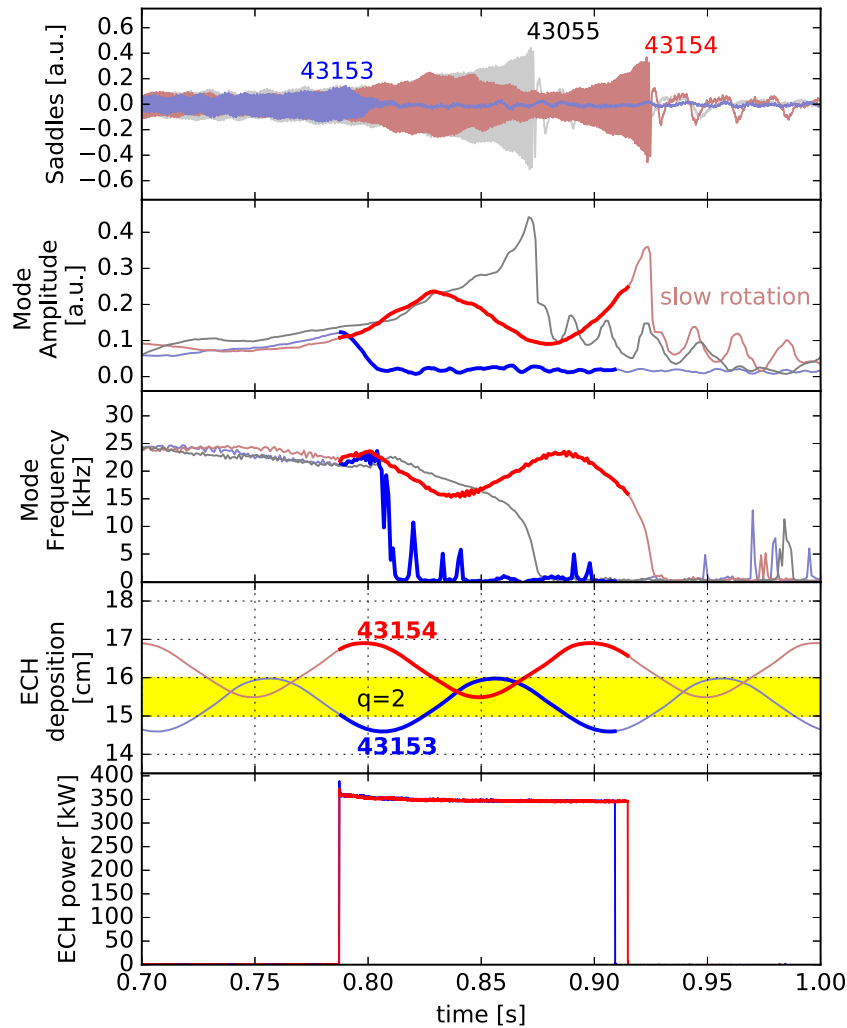 Saddles [a.u.]
0.6
0.4
0.2
0.0
−0.2
−0.4
−0.6
43153
43055
43154
Mode
Amplitude
[a.u.]
0.4
0.3
0.2
0.1
0.0
slow rotation
Mode
Frequency
[kHz]
30
25
20
15
10
5
0
ECH
deposition
[cm]
18
17
16
15
14
43154
q=2
43153
ECH power [kW]
400
350
300
250
200
150
100
50
0
0.70 0.75 0.80 0.85 0.90 0.95 1.00
time [s]